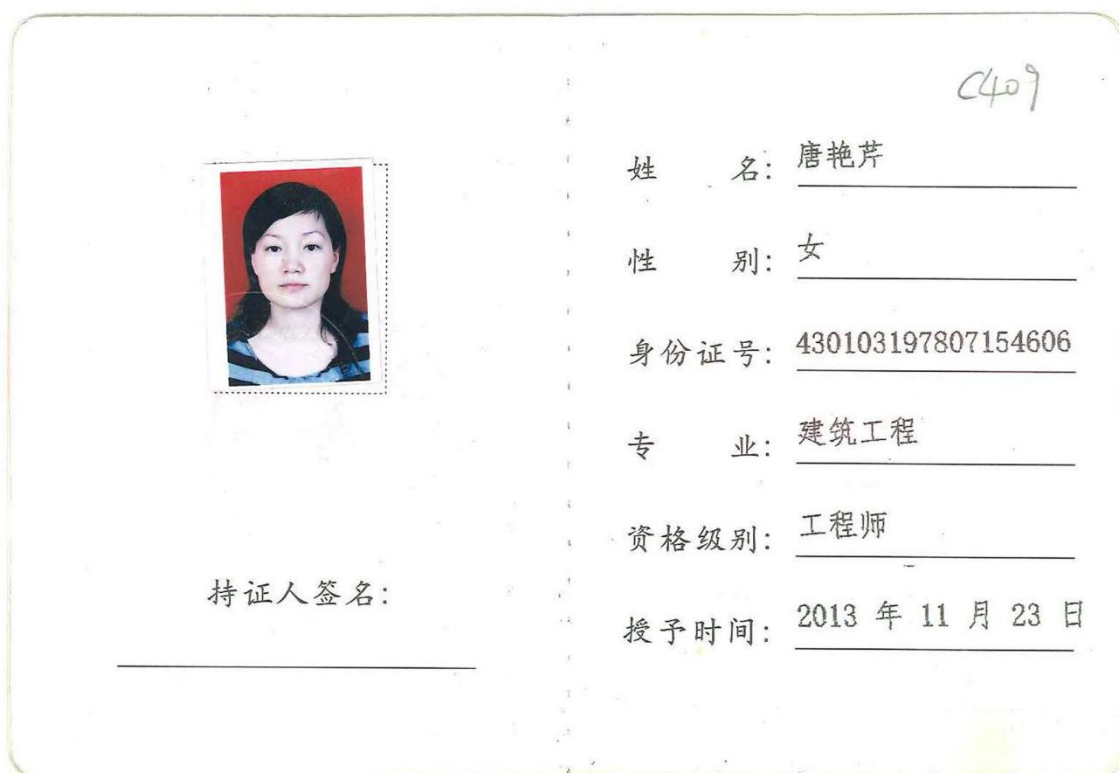 C409
姓 名: 唐艳芹
性 别: 女
身份证号: 430103197807154606
专 业: 建筑工程
资格级别: 工程师
持证人签名:
授予时间: 2013 年 11 月 23 日